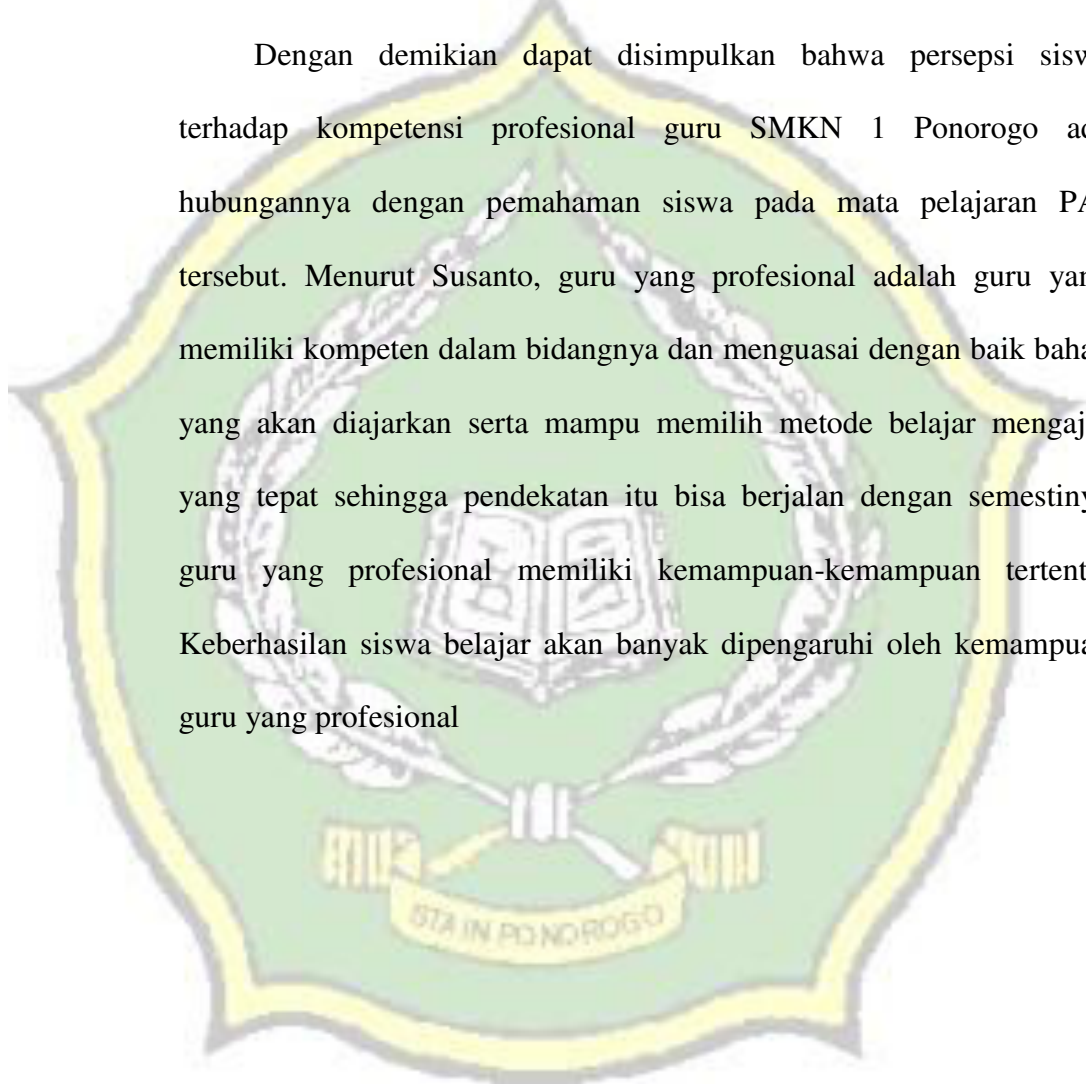 Dengan demikian dapat disimpulkan bahwa persepsi sisw
terhadap kompetensi profesional guru SMKN 1 Ponorogo ad
hubungannya dengan pemahaman siswa pada mata pelajaran PA
tersebut. Menurut Susanto, guru yang profesional adalah guru yan
memiliki kompeten dalam bidangnya dan menguasai dengan baik baha
yang akan diajarkan serta mampu memilih metode belajar mengaj
yang tepat sehingga pendekatan itu bisa berjalan dengan semestiny
guru yang profesional memiliki kemampuan-kemampuan tertent
Keberhasilan siswa belajar akan banyak dipengaruhi oleh kemampua
guru yang profesional
STAIN PONOROGO